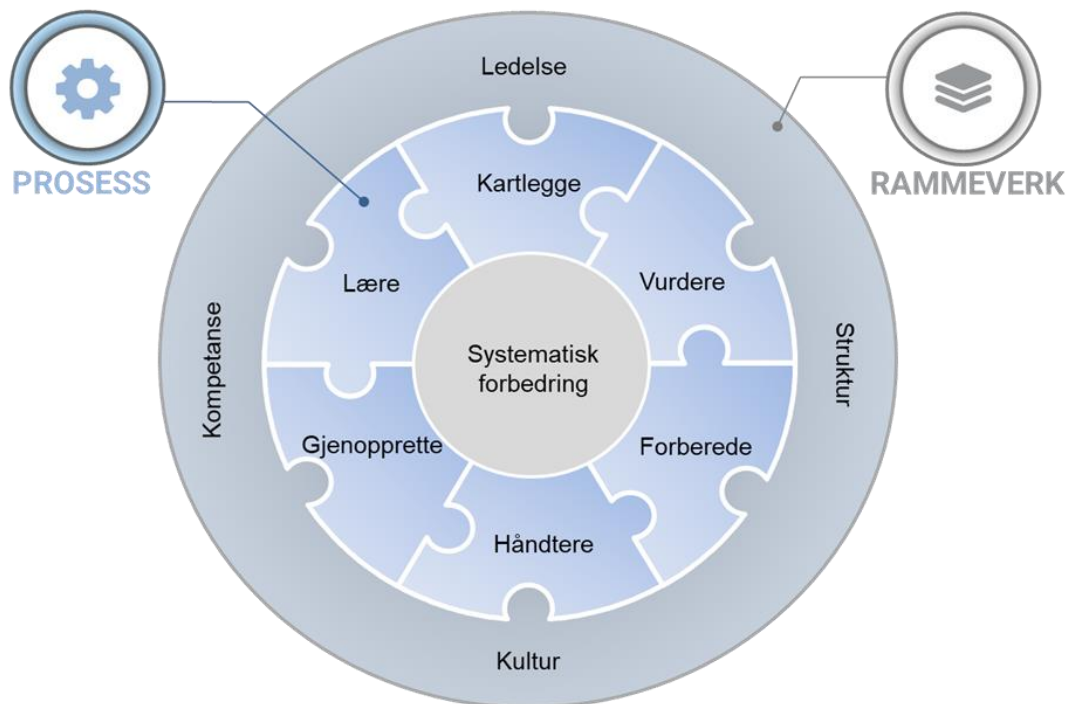 Ledelse
PROSESS
RAMMEVERK
Kartlegge
Lære
Vurdere
Kompetanse
Systematisk
forbedring
Struktur
Gjenopprette
Forberede
Håndtere
Kultur